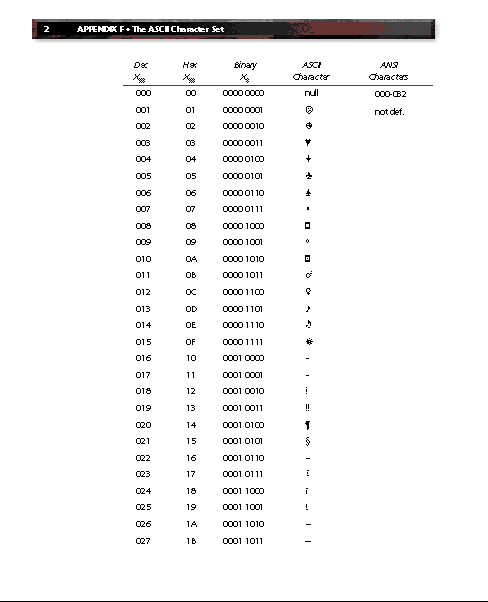 2 APPENDIX F • The ASCII Character Set
Dec Hex Binary ASCII ANSI
Character Characters
000 00 0000 0000 null 000-032
001 01 0000 0001 ☺ not def.
002 02 0000 0010
003 03 0000 0011 ♥
004 04 0000 0100
005 05 0000 0101 ♣
006 06 0000 0110 ♠
007 07 0000 0111 •
008 08 0000 1000 ◘
009 09 0000 1001 ○
010 0A 0000 1010 ◙
011 0B 0000 1011 ♂
012 0C 0000 1100 ♀
013 0D 0000 1101 ♪
014 0E 0000 1110 ♫
015 0F 0000 1111 ☼
016 10 0001 0000 –
017 11 0001 0001 –
018 12 0001 0010
019 13 0001 0011 !!
020 14 0001 0100 ¶
021 15 0001 0101 §
022 16 0001 0110 –
023 17 0001 0111
024 18 0001 1000
025 19 0001 1001
026 1A 0001 1010 —
027 1B 0001 1011 —